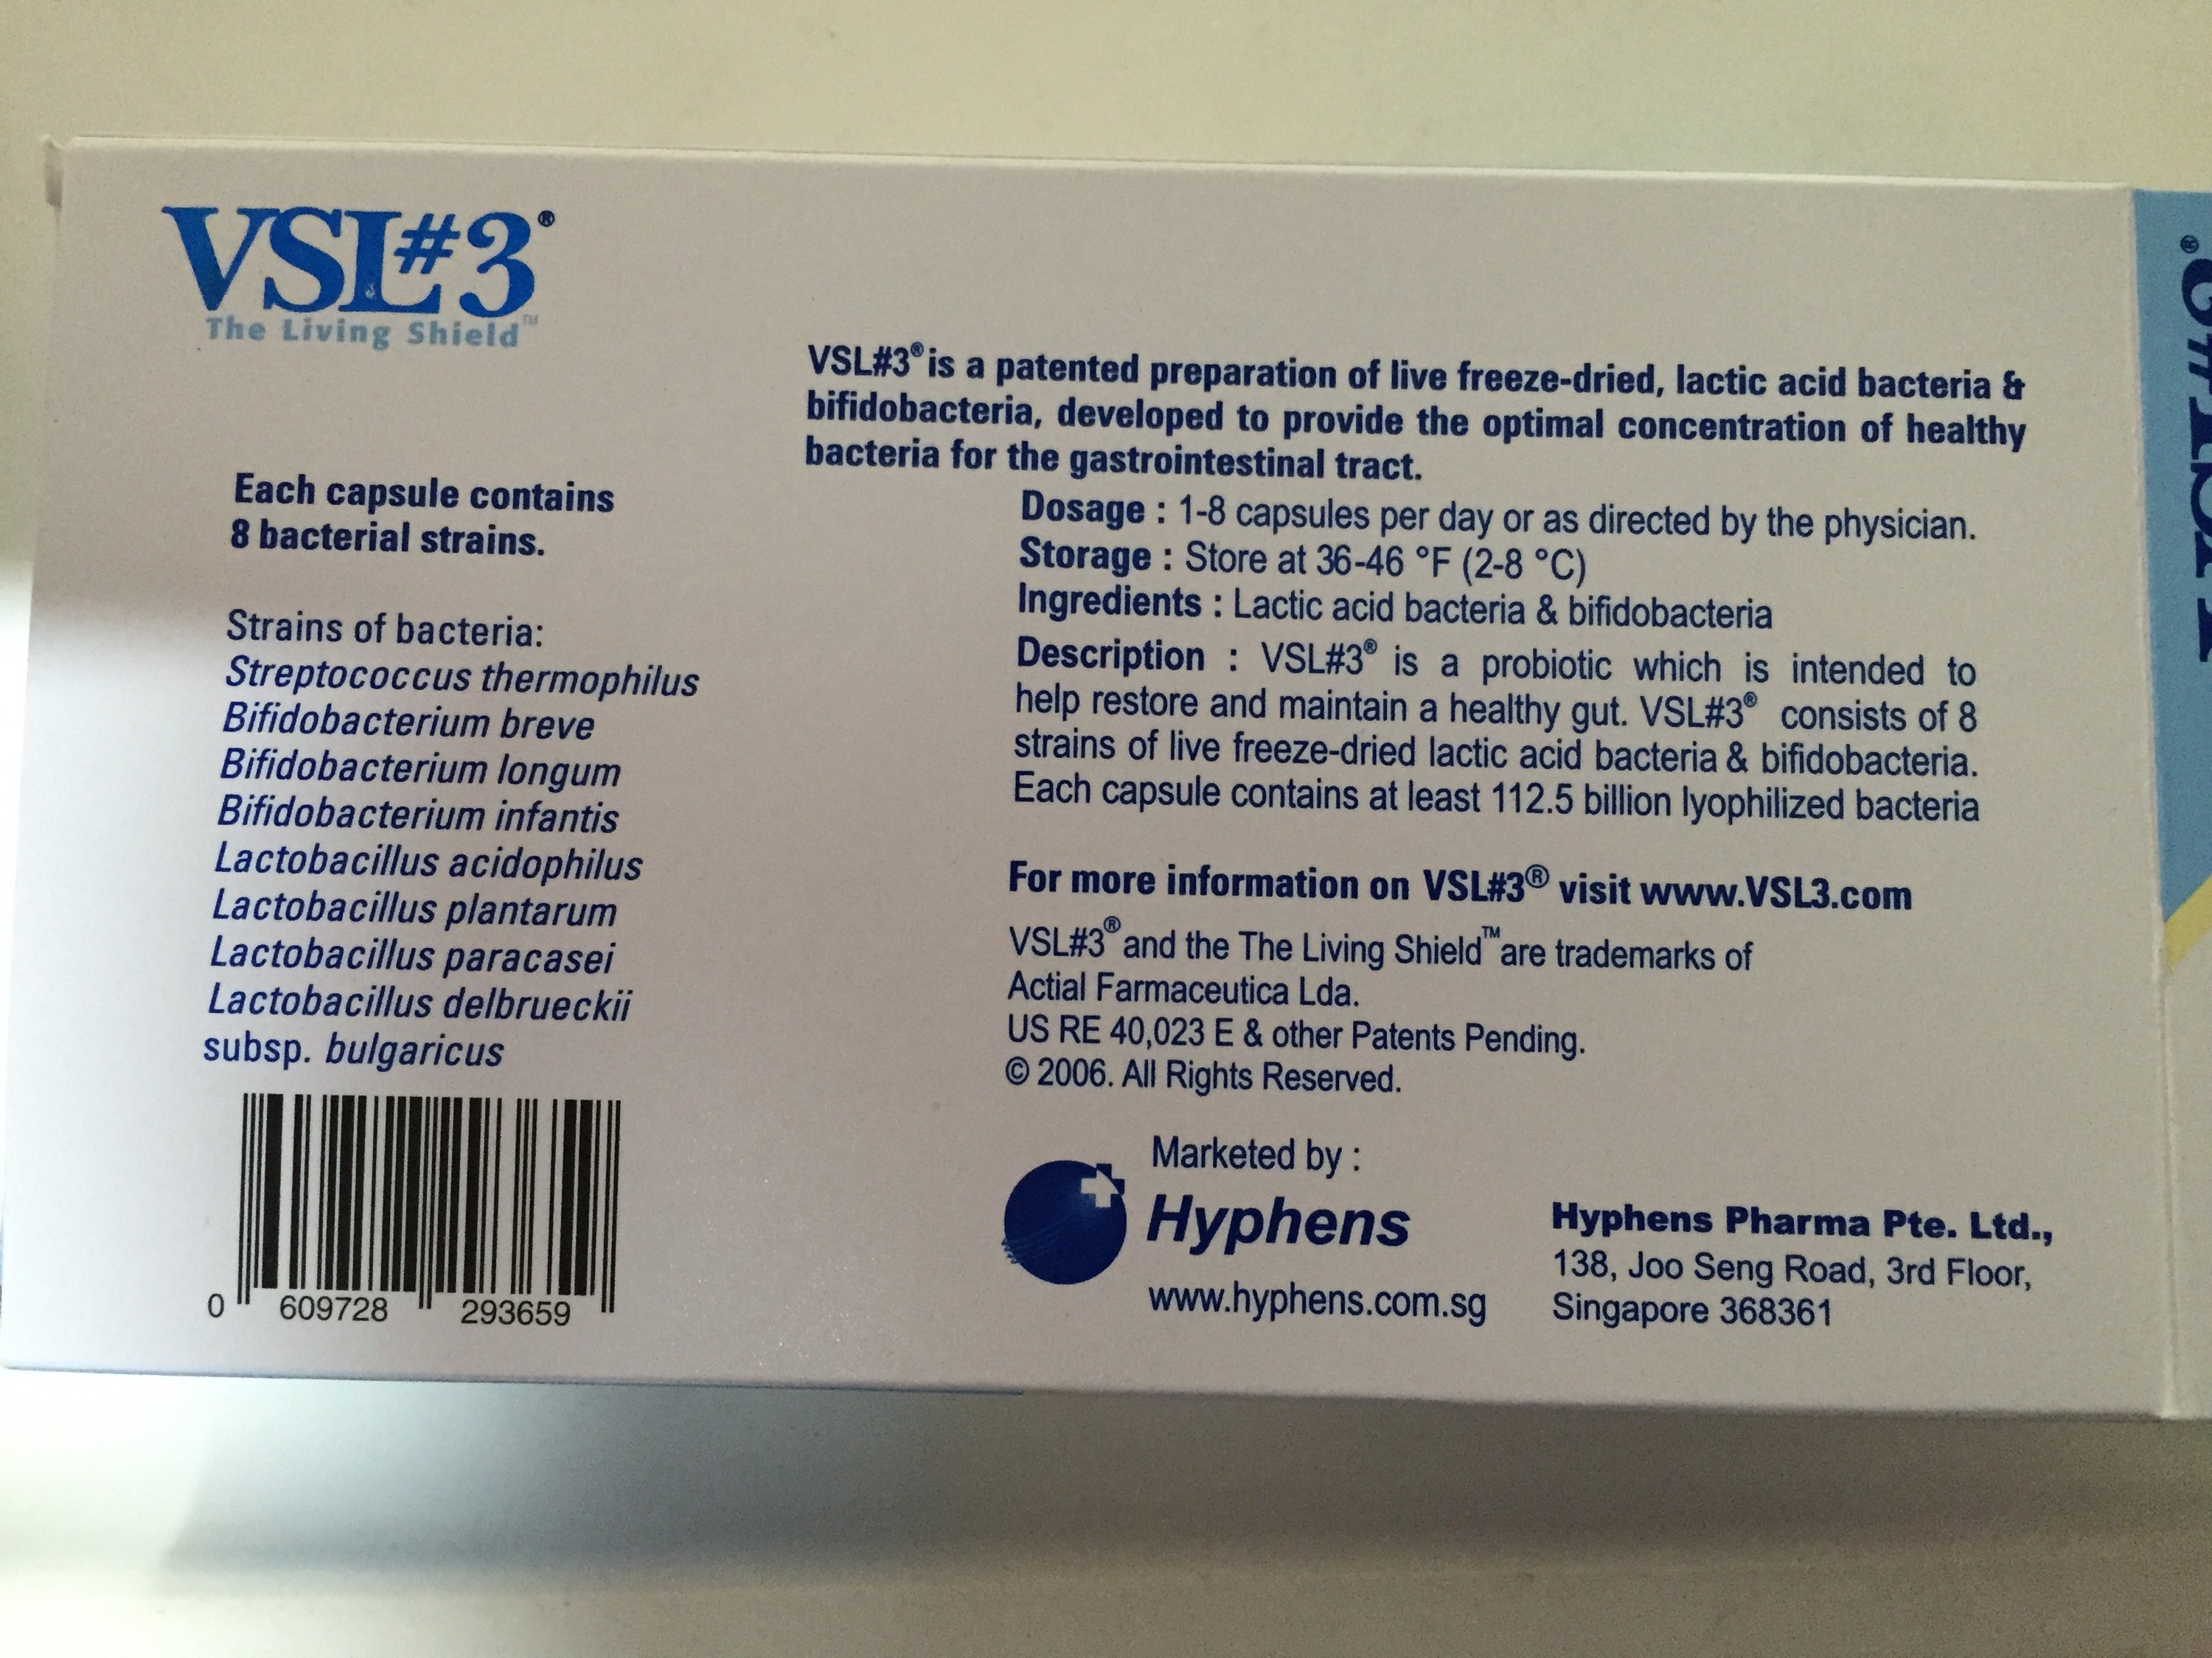 VSL#3®
The Living Shield™
Each capsule contains
8 bacterial strains.
Strains of bacteria:
Streptococcus thermophilus
Bifidobacterium breve
Bifidobacterium longum
Bifidobacterium infantis
Lactobacillus acidophilus
Lactobacillus plantarum
Lactobacillus paracasei
Lactobacillus delbrueckii
subsp. bulgaricus
0 609728 293659
VSL#3® is a patented preparation of live freeze-dried, lactic acid bacteria &
bifidobacteria, developed to provide the optimal concentration of healthy
bacteria for the gastrointestinal tract.
Dosage : 1-8 capsules per day or as directed by the physician.
Storage : Store at 36-46 °F (2-8 °C)
Ingredients : Lactic acid bacteria & bifidobacteria
Description : VSL#3® is a probiotic which is intended to
help restore and maintain a healthy gut. VSL#3® consists of 8
strains of live freeze-dried lactic acid bacteria & bifidobacteria.
Each capsule contains at least 112.5 billion lyophilized bacteria
For more information on VSL#3® visit www.VSL3.com
VSL#3® and the The Living Shield™ are trademarks of
Actial Farmaceutica Lda.
US RE 40,023 E & other Patents Pending.
© 2006. All Rights Reserved.
Marketed by :
Hyphens
www.hyphens.com.sg
Hyphens Pharma Pte. Ltd.,
138, Joo Seng Road, 3rd Floor,
Singapore 368361